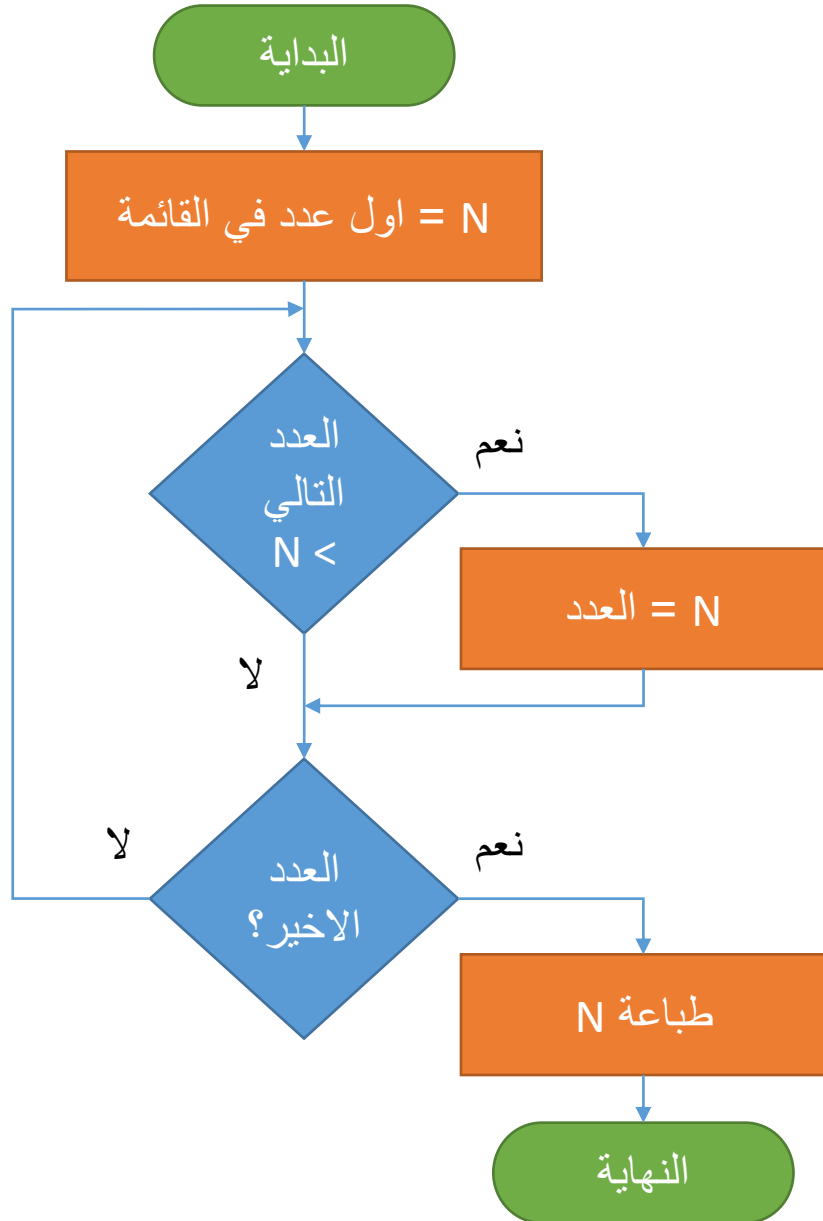 البداية
N = اول عدد في القائمة
العدد
التالي
N <
نعم
N = العدد
لا
العدد
الاخير؟
لا
نعم
طباعة N
النهاية